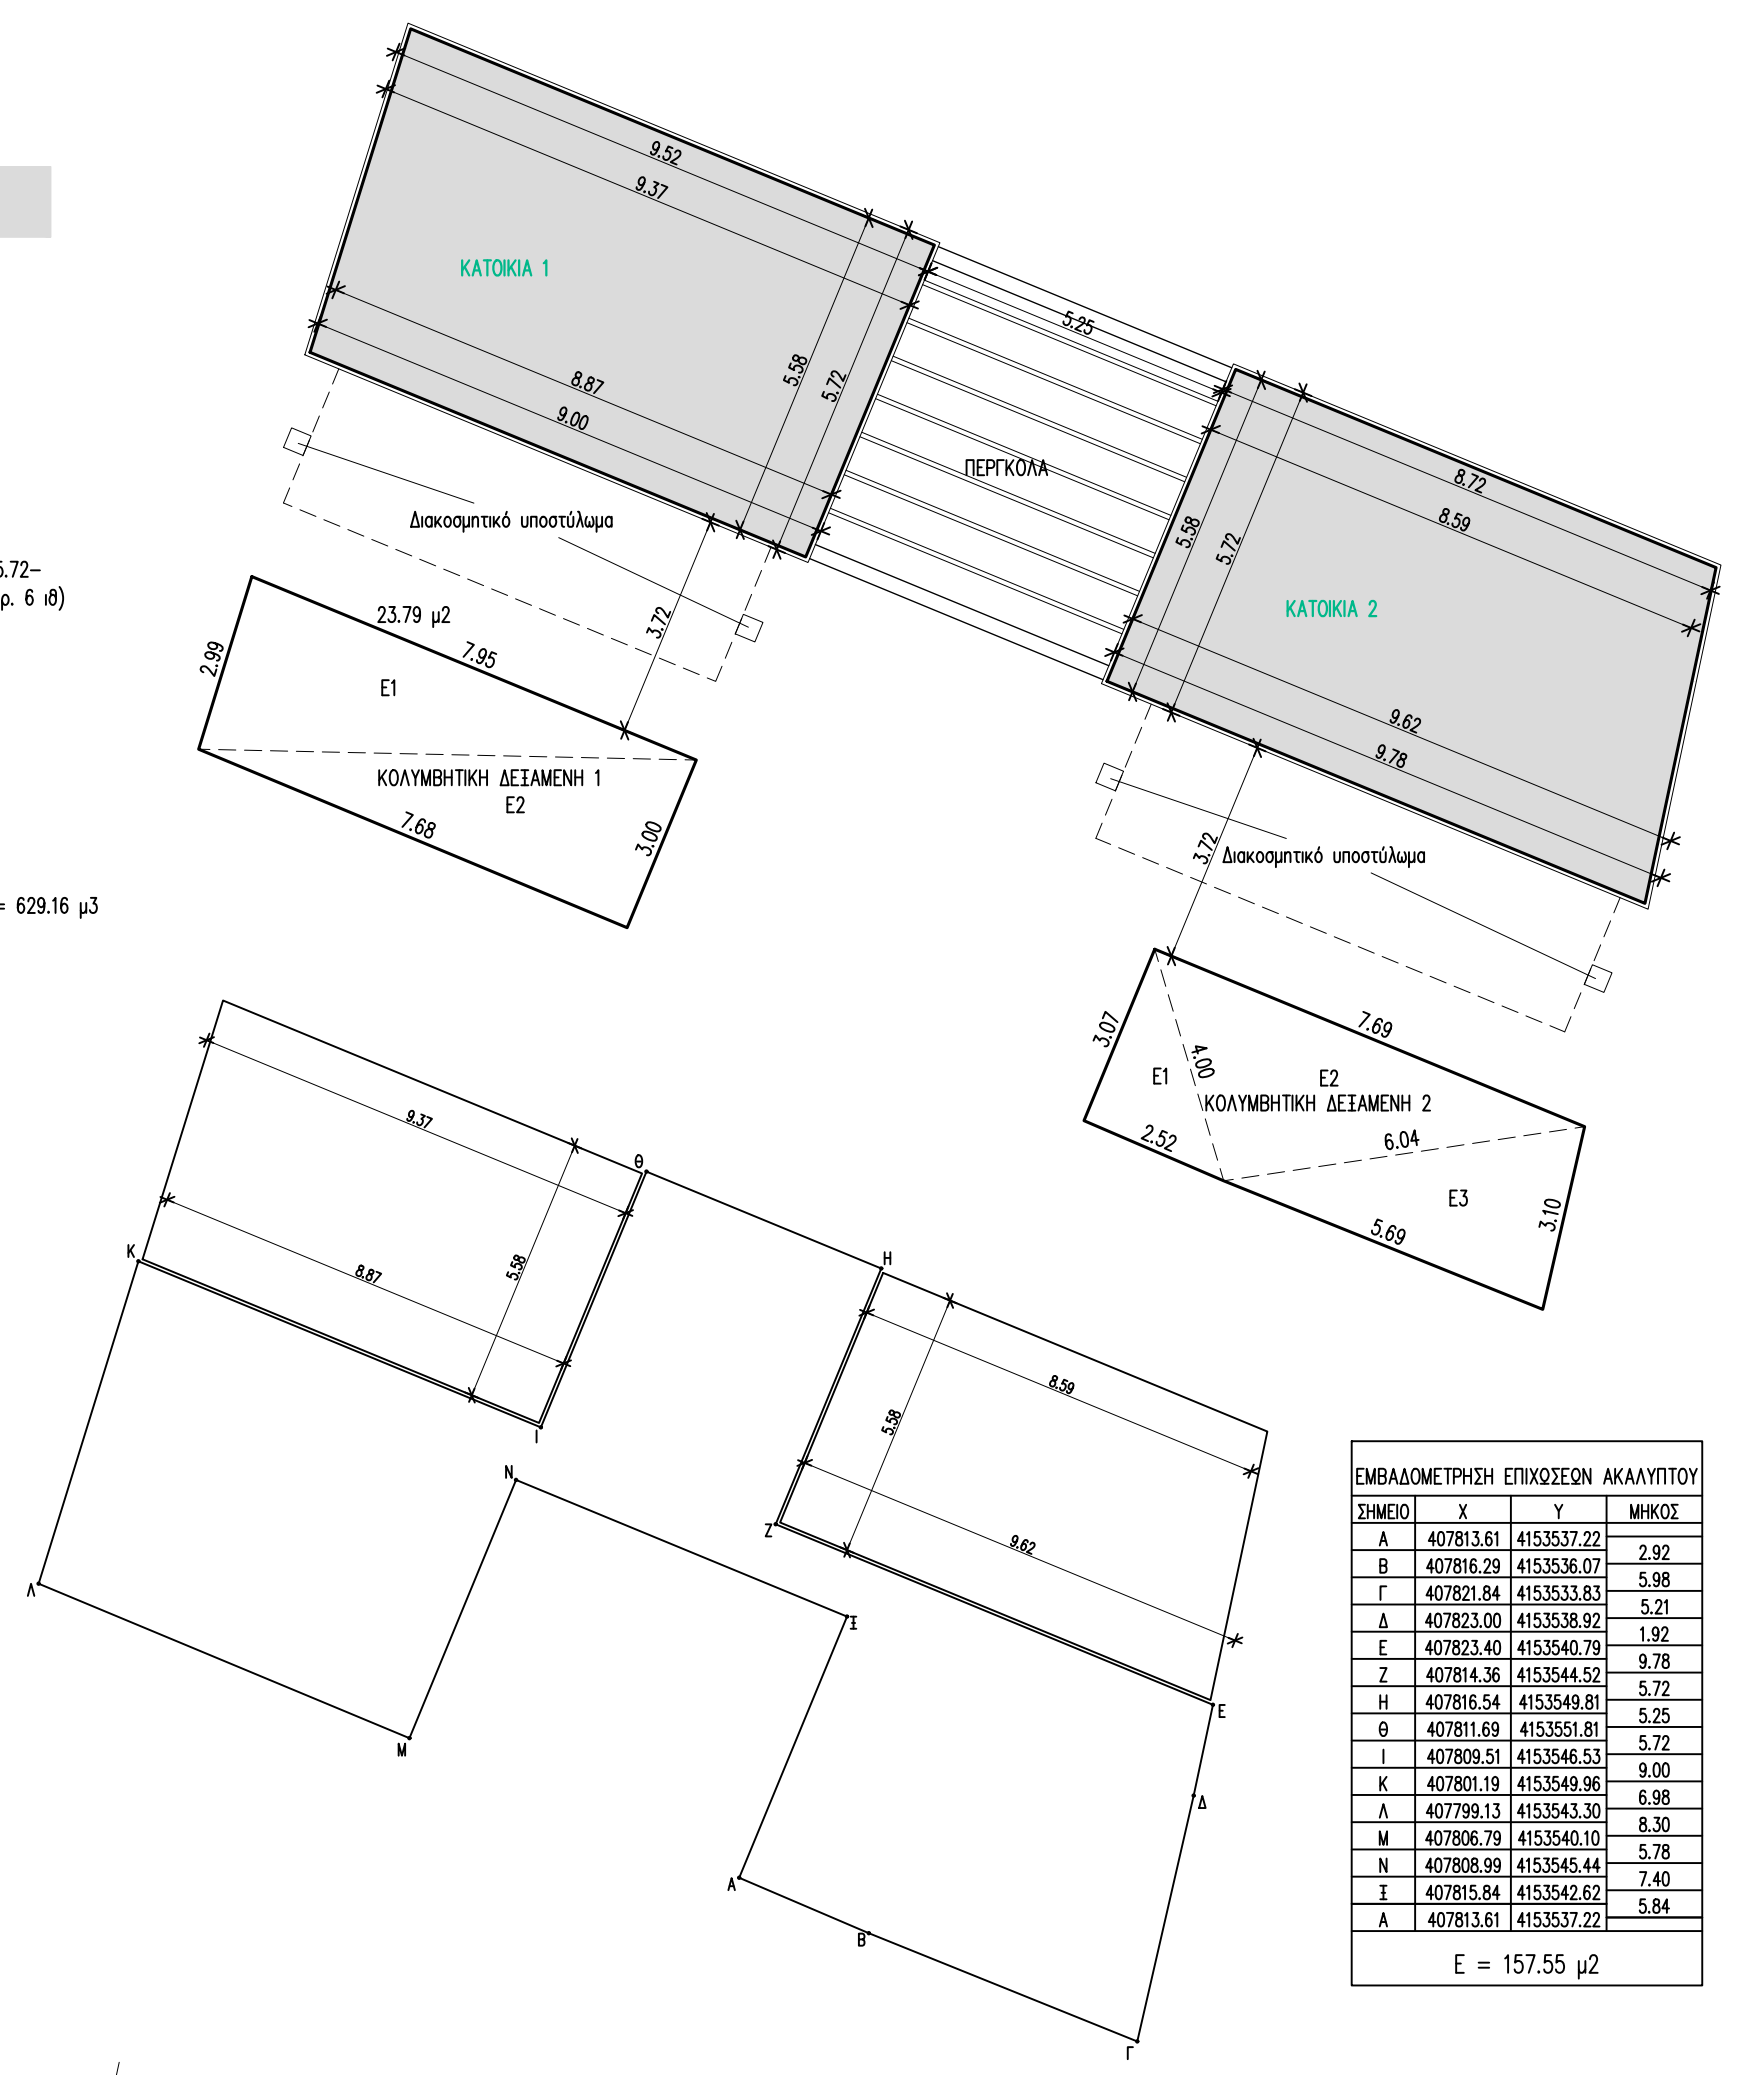 9.52
9.37
ΚΑΤΟΙΚΙΑ 1
5.25
5.58
5.72
8.87
9.00
ΠΕΡΓΚΟΛΑ
8.72
8.59
5.58
5.72
ΚΑΤΟΙΚΙΑ 2
Διακοσμητικό υποστύλωμα
5.72–
ρ. 6 ιδ)
23.79 μ2
3.72
7.95
2.99
E1
ΚΟΛΥΜΒΗΤΙΚΗ ΔΕΞΑΜΕΝΗ 1
E2
7.68
3.00
9.62
9.78
3.72
Διακοσμητικό υποστύλωμα
= 629.16 μ3
3.07
7.69
4.00
E1
E2
ΚΟΛΥΜΒΗΤΙΚΗ ΔΕΞΑΜΕΝΗ 2
2.52
6.04
E3
5.69
3.10
9.37
Θ
Κ
8.87
5.58
Η
Ι
8.59
5.58
Ν
Ζ
9.62
Λ
Ξ
Μ
Ε
Δ
Α
Β
Γ
ΕΜΒΑΔΟΜΕΤΡΗΣΗ ΕΠΙΧΩΣΕΩΝ ΑΚΑΛΥΠΤΟΥ
ΣΗΜΕΙΟ X Y ΜΗΚΟΣ
Α 407813.61 4153537.22
2.92
Β 407816.29 4153536.07
5.98
Γ 407821.84 4153533.83
5.21
Δ 407823.00 4153538.92
1.92
Ε 407823.40 4153540.79
9.78
Ζ 407814.36 4153544.52
5.72
Η 407816.54 4153549.81
5.25
Θ 407811.69 4153551.81
5.72
Ι 407809.51 4153546.53
9.00
Κ 407801.19 4153549.96
6.98
Λ 407799.13 4153543.30
8.30
Μ 407806.79 4153540.10
5.78
Ν 407808.99 4153545.44
7.40
Ξ 407815.84 4153542.62
5.84
Α 407813.61 4153537.22
E = 157.55 μ2